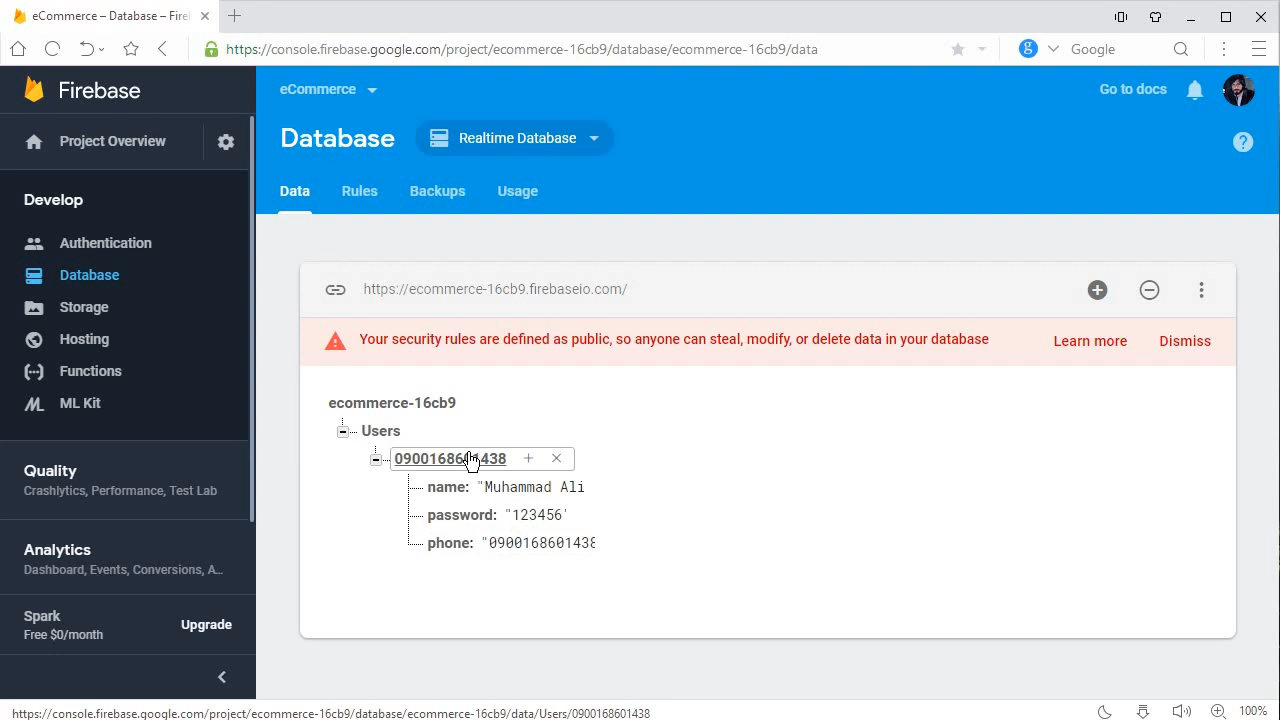 eCommerce – Database – Fire
https://console.firebase.google.com/project/ecommerce-16cb9/database/ecommerce-16cb9/data
g
Google
Firebase
eCommerce
Go to docs
Project Overview
Database
Realtime Database
?
Develop
Data
Rules
Backups
Usage
Authentication
Database
Storage
Hosting
Functions
ML Kit
https://ecommerce-16cb9.firebaseio.com/
Your security rules are defined as public, so anyone can steal, modify, or delete data in your database
Learn more
Dismiss
ecommerce-16cb9
Users
0900168601438
name: "Muhammad Ali
password: "123456"
phone: "0900168601438
Quality
Crashlytics, Performance, Test Lab
Analytics
Dashboard, Events, Conversions, A...
Spark
Free $0/month
Upgrade
https://console.firebase.google.com/project/ecommerce-16cb9/database/ecommerce-16cb9/data/Users/0900168601438
100%